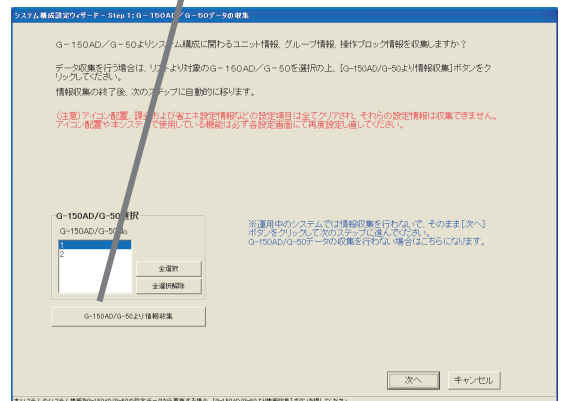 システム構成設定ウィザード - Step 1:G-150AD/G-50データの収集
G-150AD/G-50よりシステム構成に関わるユニット情報、グループ情報、操作ブロック情報を収集しますか?
データ収集を行う場合は、リストより対象のG-150AD/G-50を選択の上、[G-150AD/G-50より情報収集]ボタンをク
リックしてください。
情報収集の終了後、次のステップに自動的に移ります。
(注意)アイコン配置、課金および省エネ設定情報などの設定項目は全てクリアされ、それらの設定情報は収集できません。
アイコン配置や本システムで使用している機能は必ず各設定画面にて再度設定し直してください。
G-150AD/G-50選択
G-150AD/G-50 No.
1
2
全選択
全選択解除
※運用中のシステムでは情報収集を行わないで、そのまま[次へ]
ボタンをクリックして次のステップに進んでください。
G-150AD/G-50データの収集を行わない場合はこちらになります。
G-150AD/G-50より情報収集
次へ
キャンセル